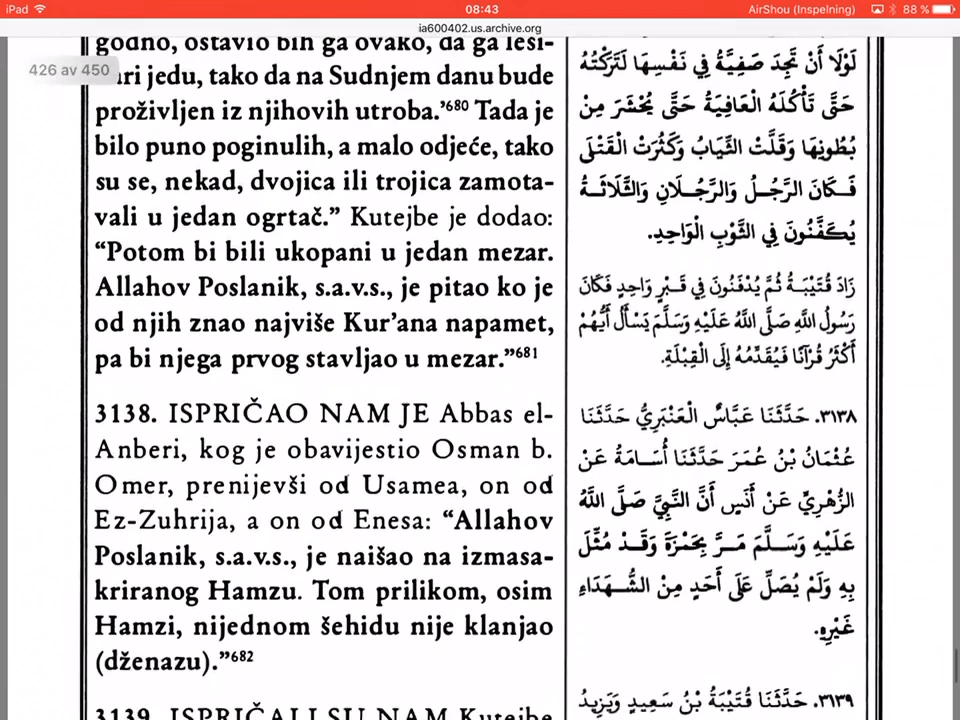 iPad
08:43
AirShou (Inspelning)
88 %
ia600402.us.archive.org
426 av 450
godno, ostavio bih ga ovako, da ga leši-
ri jedu, tako da na Sudnjem danu bude
proživljen iz njihovih utroba.’680 Tada je
bilo puno poginulih, a malo odjeće, tako
su se, nekad, dvojica ili trojica zamota-
vali u jedan ogrtač.” Kutejbe je dodao:
“Potom bi bili ukopani u jedan mezar.
Allahov Poslanik, s.a.v.s., je pitao ko je
od njih znao najviše Kur’ana napamet,
pa bi njega prvog stavljao u mezar.”681
3138. ISPRIČAO NAM JE Abbas el-
Anberi, kog je obavijestio Osman b.
Omer, prenijevši od Usamea, on od
Ez-Zuhrija, a on od Enesa: “Allahov
Poslanik, s.a.v.s., je naišao na izmasa-
kriranog Hamzu. Tom prilikom, osim
Hamzi, nijednom šehidu nije klanjao
(dženazu).”682
3139. ISPRIČALI SU NAM Kutejbe
لَوْلَا أَنْ تَجِدَ صَفِيَّةُ فِي نَفْسِهَا لَتَرَكْتُهُ
حَتَّى تَأْكُلَهُ الْعَافِيَةُ حَتَّى يُحْشَرَ مِنْ
بُطُونِهَا وَقَلَّتْ الثِّيَابُ وَكَثُرَتْ الْقَتْلَى
فَكَانَ الرَّجُلُ وَالرَّجُلَانِ وَالثَّلَاثَةُ
يُكَفَّنُونَ فِي الثَّوْبِ الْوَاحِدِ.
زَادَ قُتَيْبَةُ ثُمَّ يُدْفَنُونَ فِي قَبْرٍ وَاحِدٍ فَكَانَ
رَسُولُ اللَّهِ صَلَّى اللَّهُ عَلَيْهِ وَسَلَّمَ يَسْأَلُ أَيُّهُمْ
أَكْثَرُ قُرْآنًا فَيُقَدِّمُهُ إِلَى الْقِبْلَةِ.
٣١٣٨. حَدَّثَنَا عَبَّاسٌ الْعَنْبَرِيُّ حَدَّثَنَا
عُثْمَانُ بْنُ عُمَرَ حَدَّثَنَا أُسَامَةُ عَنْ
الزُّهْرِيِّ عَنْ أَنَسٍ أَنَّ النَّبِيَّ صَلَّى اللَّهُ
عَلَيْهِ وَسَلَّمَ مَرَّ بِحَمْزَةَ وَقَدْ مُثِّلَ
بِهِ وَلَمْ يُصَلِّ عَلَى أَحَدٍ مِنْ الشُّهَدَاءِ
غَيْرِهِ.
٣١٣٩. حَدَّثَنَا قُتَيْبَةُ بْنُ سَعِيدٍ وَيَزِيدُ